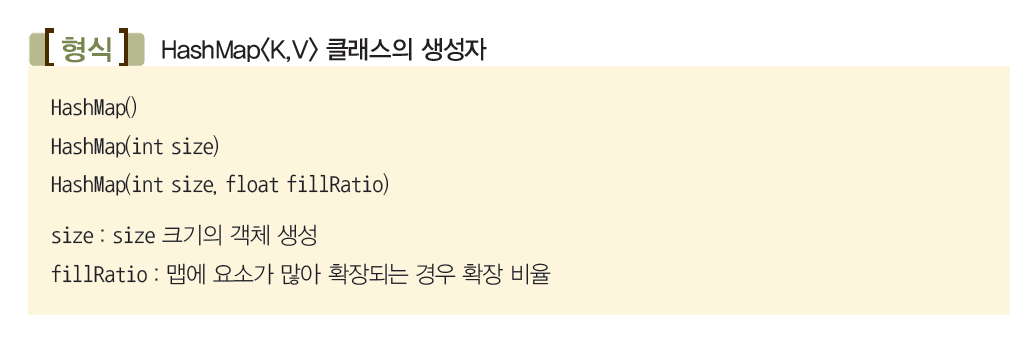 [형식] HashMap<K,V> 클래스의 생성자
HashMap()
HashMap(int size)
HashMap(int size, float fillRatio)
size : size 크기의 객체 생성
fillRatio : 맵에 요소가 많아 확장되는 경우 확장 비율